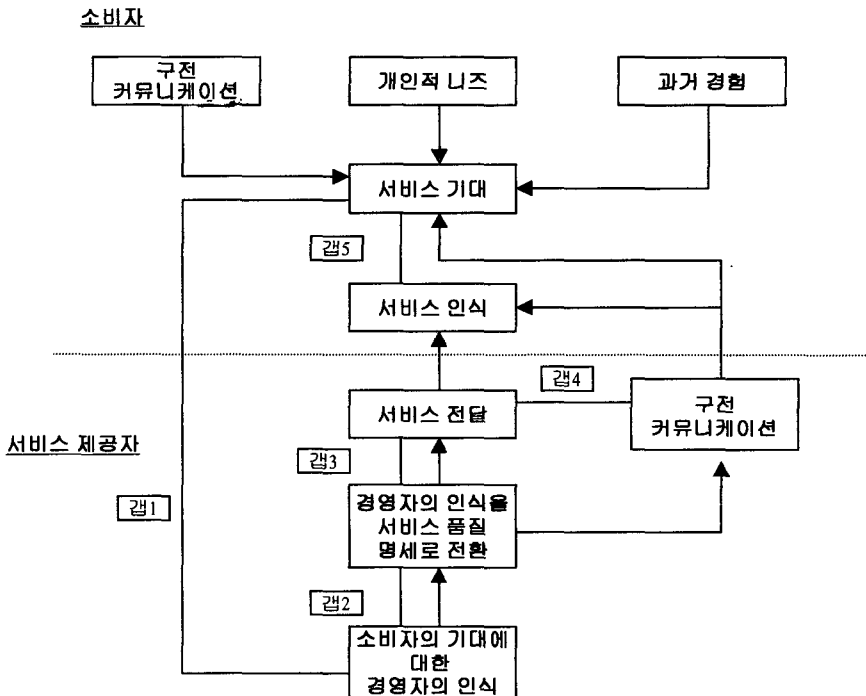 소비자
구전
커뮤니케이션
개인적 니즈
과거 경험
서비스 기대
갭5
서비스 인식
갭4
서비스 전달
구전
커뮤니케이션
서비스 제공자
갭3
갭1
경영자의 인식을
서비스 품질
명세로 전환
갭2
소비자의 기대에
대한
경영자의 인식